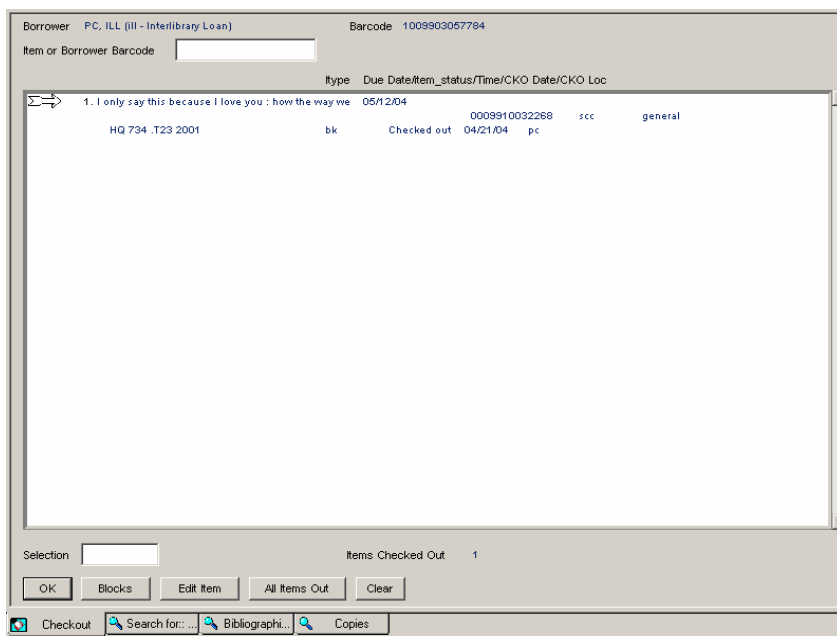 Borrower PC, ILL (ill - Interlibrary Loan) Barcode 1009903057784
Item or Borrower Barcode
Itype Due Date/item_status/Time/CKO Date/CKO Loc
1. I only say this because I love you : how the way we 05/12/04
0009910032268 scc general
HQ 734 .T23 2001 bk Checked out 04/21/04 pc
Selection Items Checked Out 1
OK Blocks Edit Item All Items Out Clear
Checkout Search for:: ... Bibliographi... Copies